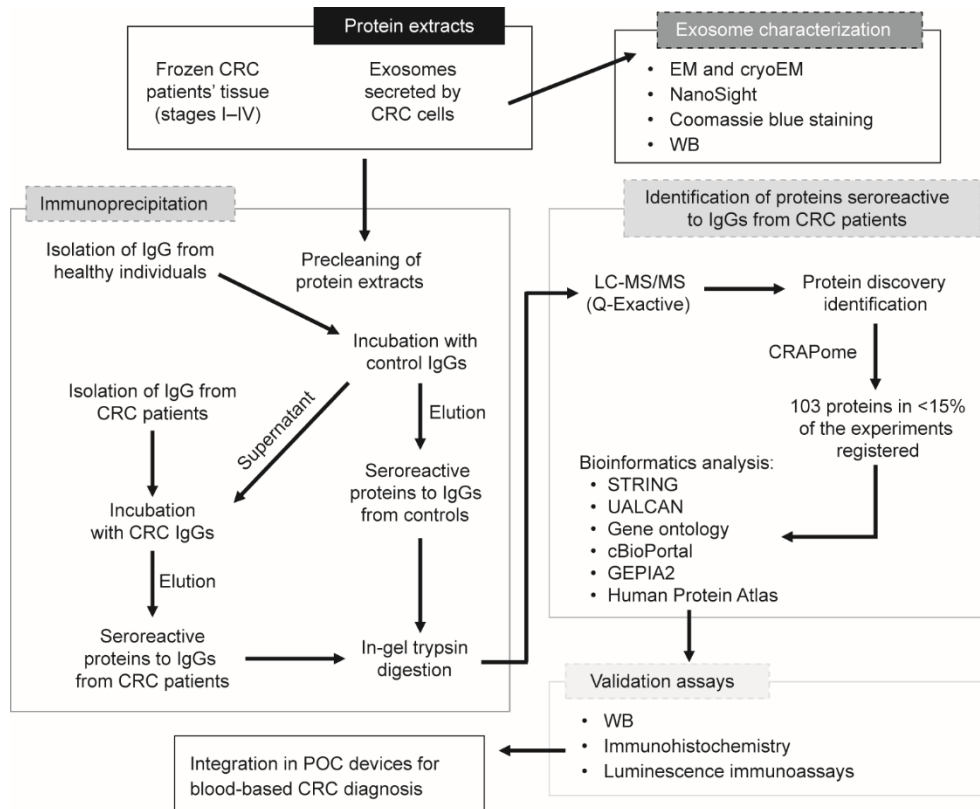 Protein extracts
Frozen CRC
patients' tissue
(stages I–IV)
Exosomes
secreted by
CRC cells
Exosome characterization
• EM and cryoEM
• NanoSight
• Coomassie blue staining
• WB
Immunoprecipitation
Isolation of IgG from
healthy individuals
Precleaning of
protein extracts
Incubation with
control IgGs
Isolation of IgG from
CRC patients
Supernatant
Elution
Seroreactive
proteins to IgGs
from controls
Incubation
with CRC IgGs
Elution
Seroreactive
proteins to IgGs
from CRC patients
In-gel trypsin
digestion
Identification of proteins seroreactive
to IgGs from CRC patients
LC-MS/MS
(Q-Exactive)
Protein discovery
identification
CRAPome
103 proteins in <15%
of the experiments
registered
Bioinformatics analysis:
• STRING
• UALCAN
• Gene ontology
• cBioPortal
• GEPIA2
• Human Protein Atlas
Validation assays
• WB
• Immunohistochemistry
• Luminescence immunoassays
Integration in POC devices for
blood-based CRC diagnosis